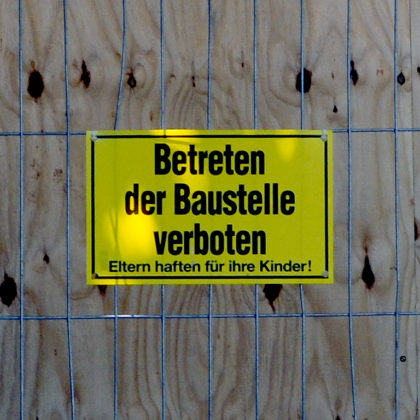 Betreten
der Baustelle
verboten
Eltern haften für ihre Kinder!